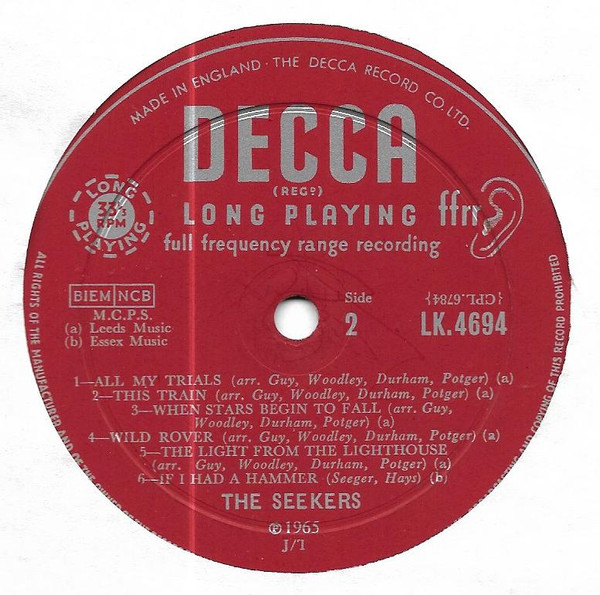 MADE IN ENGLAND · THE DECCA RECORD CO. LTD.
DECCA
(REGᴰ)
LONG PLAYING ffrr
full frequency range recording
LONG 33⅓ RPM PLAYING
BIEM NCB
M.C.P.S.
(a) Leeds Music
(b) Essex Music
Side
2
{CPL.6784}
LK.4694
1—ALL MY TRIALS (arr. Guy, Woodley, Durham, Potger) (a)
2—THIS TRAIN (arr. Guy, Woodley, Durham, Potger) (a)
3—WHEN STARS BEGIN TO FALL (arr. Guy,
Woodley, Durham, Potger) (a)
4—WILD ROVER (arr. Guy, Woodley, Durham, Potger) (a)
5—THE LIGHT FROM THE LIGHTHOUSE
(arr. Guy, Woodley, Durham, Potger) (a)
6—IF I HAD A HAMMER (Seeger, Hays) (b)
THE SEEKERS
℗1965
J/T
ALL RIGHTS OF THE MANUFACTURER AND OF THE
COPYING OF THIS RECORD PROHIBITED